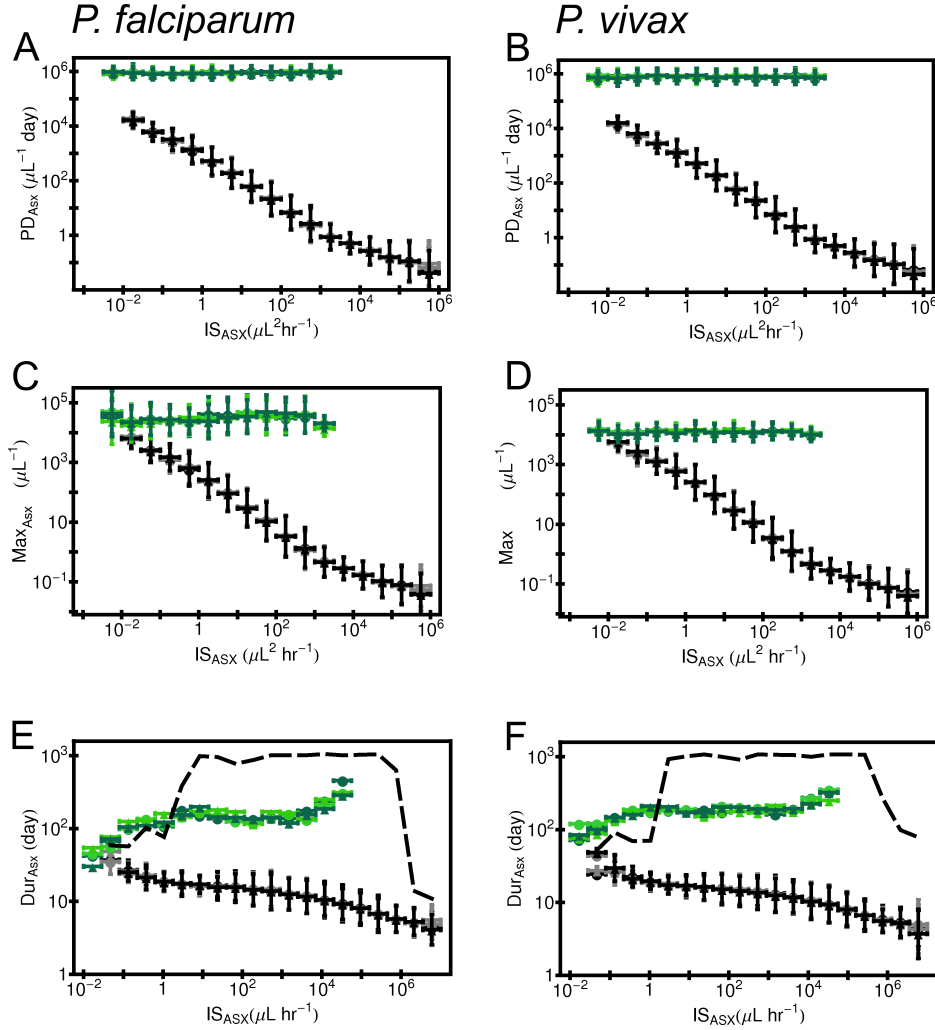 P. falciparum
P. vivax
A
PD_Asx (μL⁻¹ day)
10⁶
10⁴
10²
1
10⁻² 1 10² 10⁴ 10⁶
IS_ASX(μL²hr⁻¹)
B
PD_Asx (μL⁻¹ day)
10⁶
10⁴
10²
1
10⁻² 1 10² 10⁴ 10⁶
IS_ASX(μL²hr⁻¹)
C
Max_Asx (μL⁻¹)
10⁵
10³
10
10⁻¹
10⁻² 1 10² 10⁴ 10⁶
IS_ASX (μL² hr⁻¹)
D
Max (μL⁻¹)
10⁵
10³
10
10⁻¹
10⁻² 1 10² 10⁴ 10⁶
IS_ASX (μL² hr⁻¹)
E
Dur_Asx (day)
10³
10²
10
1
10⁻² 1 10² 10⁴ 10⁶
IS_ASX(μL hr⁻¹)
F
Dur_Asx (day)
10³
10²
10
1
10⁻² 1 10² 10⁴ 10⁶
IS_ASX(μL hr⁻¹)